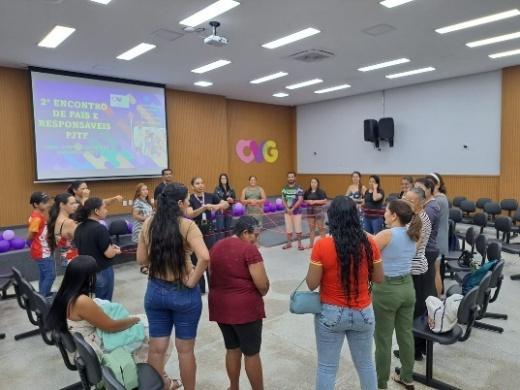 2º ENCONTRO
DE PAIS E
RESPONSÁVEIS
PJTF
CVG